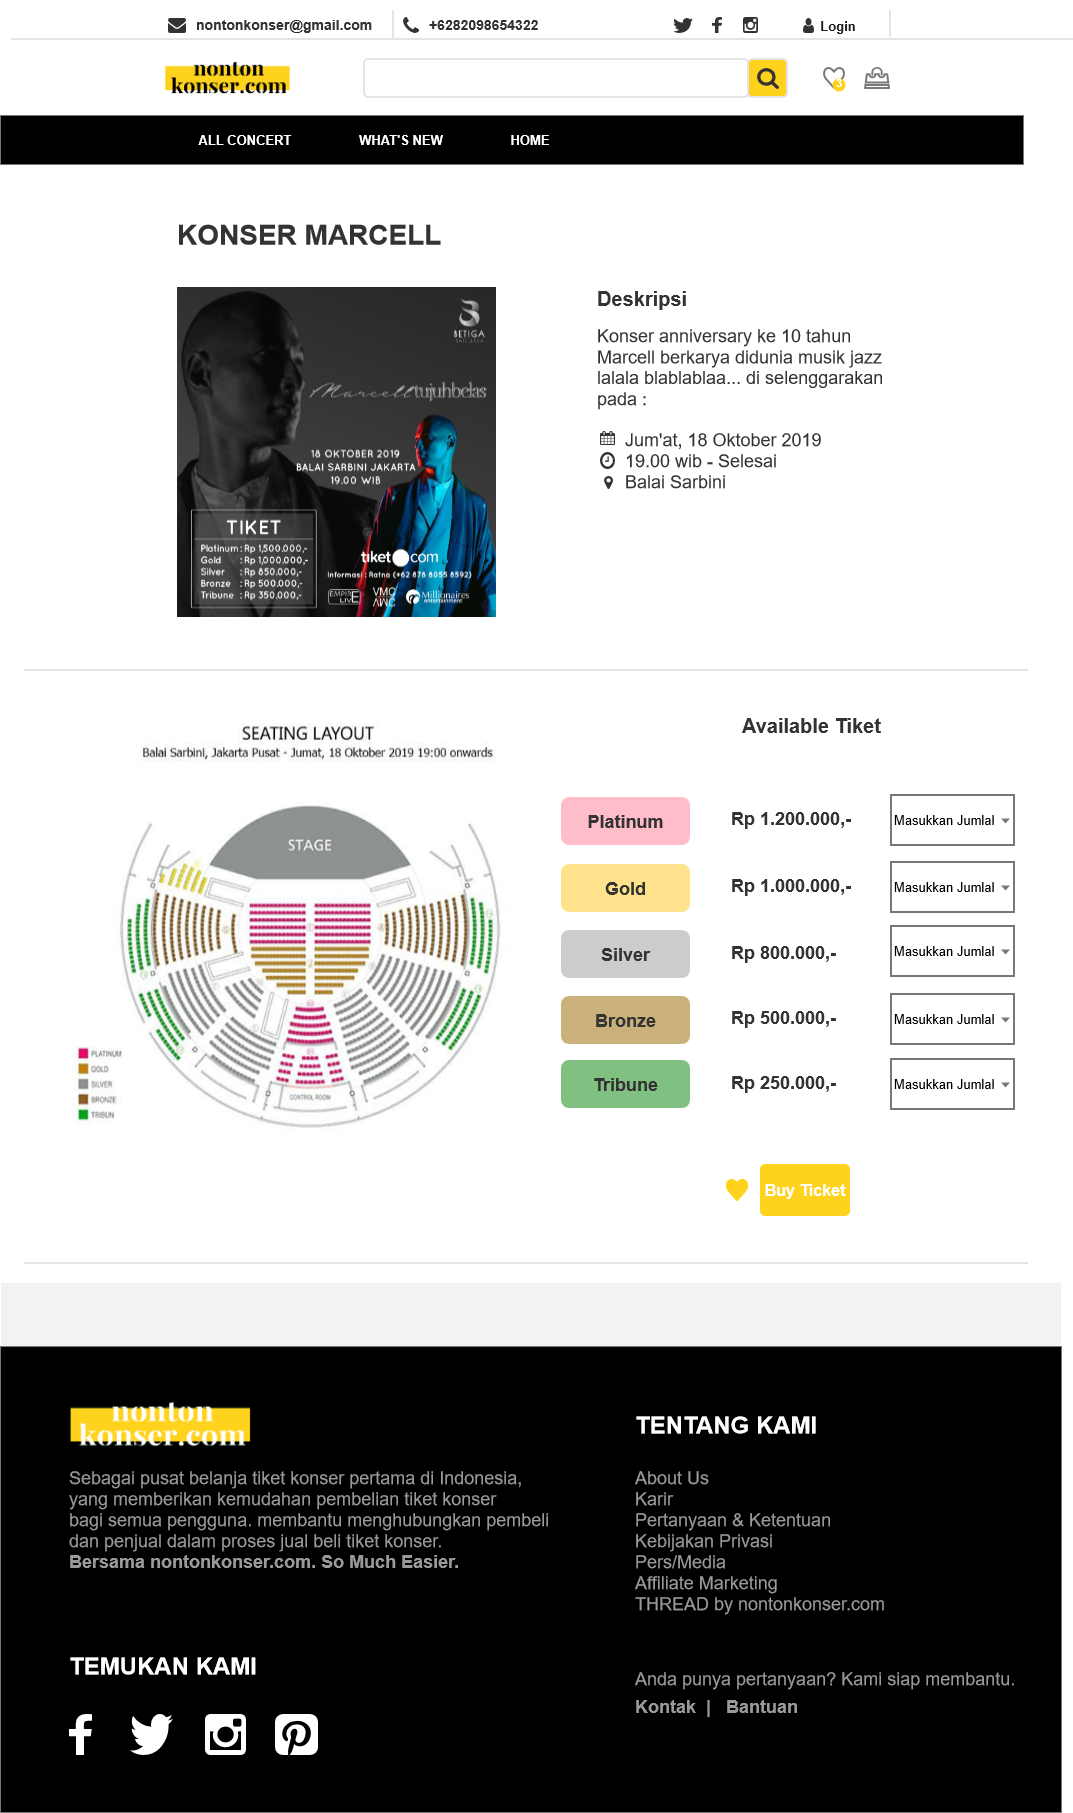 nontonkonser@gmail.com
+6282098654322
Login
nonton
konser.com
3
ALL CONCERT
WHAT'S NEW
HOME
KONSER MARCELL
BETIGA
Marcell tujuhbelas
18 OKTOBER 2019
BALAI SARBINI JAKARTA
19.00 WIB
TIKET
Platinum : Rp 1,500.000,-
Gold : Rp 1,000.000,-
Silver : Rp 850.000,-
Bronze : Rp 500.000,-
Tribune : Rp 350.000,-
tiket.com
Informasi : Ratna (+62 878 8055 8592)
EMPIRE LIVE
Millionaires
entertainment
Deskripsi
Konser anniversary ke 10 tahun
Marcell berkarya didunia musik jazz
lalala blablablaa... di selenggarakan
pada :
Jum'at, 18 Oktober 2019
19.00 wib - Selesai
Balai Sarbini
SEATING LAYOUT
Balai Sarbini, Jakarta Pusat - Jumat, 18 Oktober 2019 19:00 onwards
STAGE
CONTROL ROOM
PLATINUM
GOLD
SILVER
BRONZE
TRIBUN
Available Tiket
Platinum Rp 1.200.000,- Masukkan Jumlal
Gold Rp 1.000.000,- Masukkan Jumlal
Silver Rp 800.000,- Masukkan Jumlal
Bronze Rp 500.000,- Masukkan Jumlal
Tribune Rp 250.000,- Masukkan Jumlal
Buy Ticket
nonton
konser.com
Sebagai pusat belanja tiket konser pertama di Indonesia,
yang memberikan kemudahan pembelian tiket konser
bagi semua pengguna. membantu menghubungkan pembeli
dan penjual dalam proses jual beli tiket konser.
Bersama nontonkonser.com. So Much Easier.
TEMUKAN KAMI
TENTANG KAMI
About Us
Karir
Pertanyaan & Ketentuan
Kebijakan Privasi
Pers/Media
Affiliate Marketing
THREAD by nontonkonser.com
Anda punya pertanyaan? Kami siap membantu.
Kontak | Bantuan